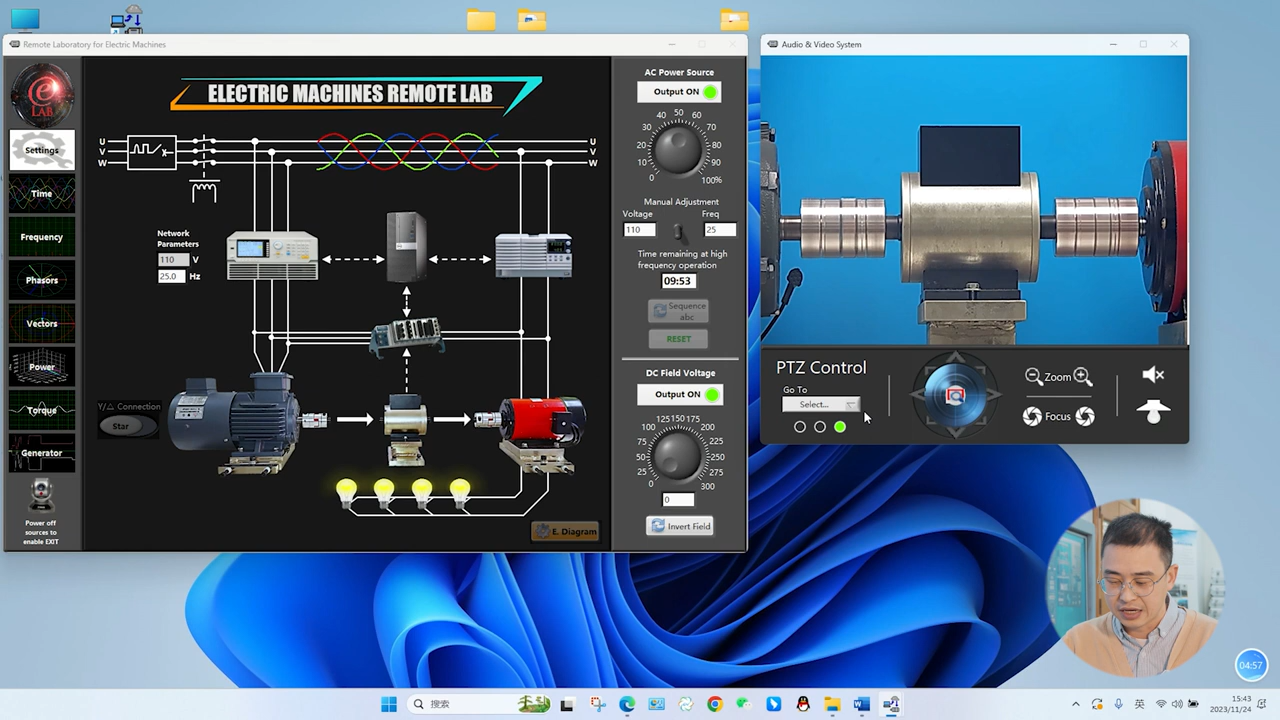 Remote Laboratory for Electric Machines
e
LAB
Settings
Time
Frequency
Phasors
Vectors
Power
Torque
Generator
Power off
sources to
enable EXIT
ELECTRIC MACHINES REMOTE LAB
U
V
W
U
V
W
Network
Parameters
110 V
25.0 Hz
Y/△ Connection
Star
E. Diagram
AC Power Source
Output ON
0 10 20 30 40 50 60 70 80 90 100%
Manual Adjustment
Voltage Freq
110 25
Time remaining at high
frequency operation
09:53
Sequence
abc
RESET
DC Field Voltage
Output ON
0 25 50 75 100 125 150 175 200 225 250 275 300
0
Invert Field
Audio & Video System
PTZ Control
Go To
Select...
Zoom
Focus
04:57
搜索
英
15:43
2023/11/24